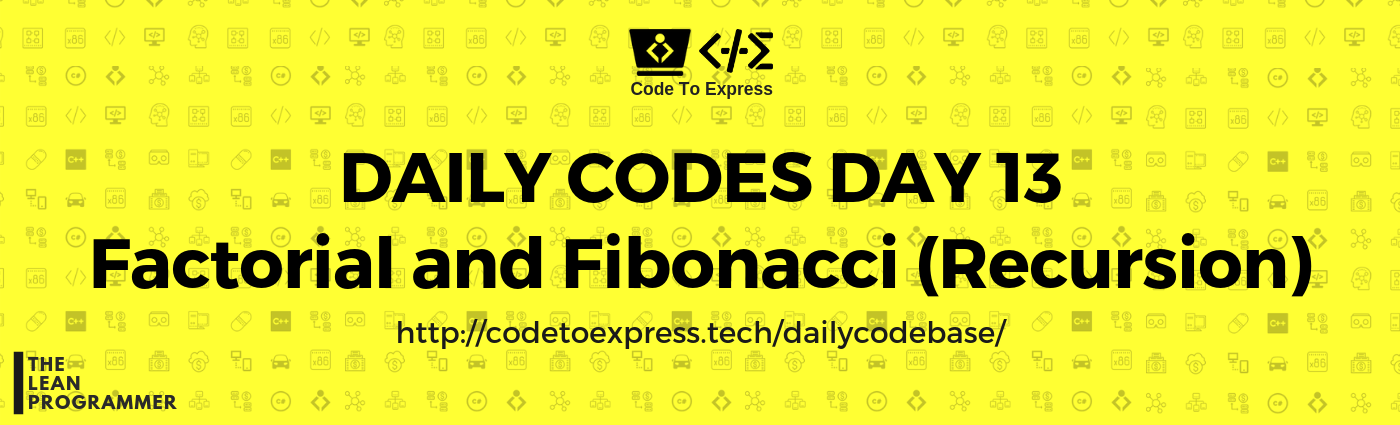 Code To Express
DAILY CODES DAY 13
Factorial and Fibonacci (Recursion)
http://codetoexpress.tech/dailycodebase/
THE
LEAN
PROGRAMMER